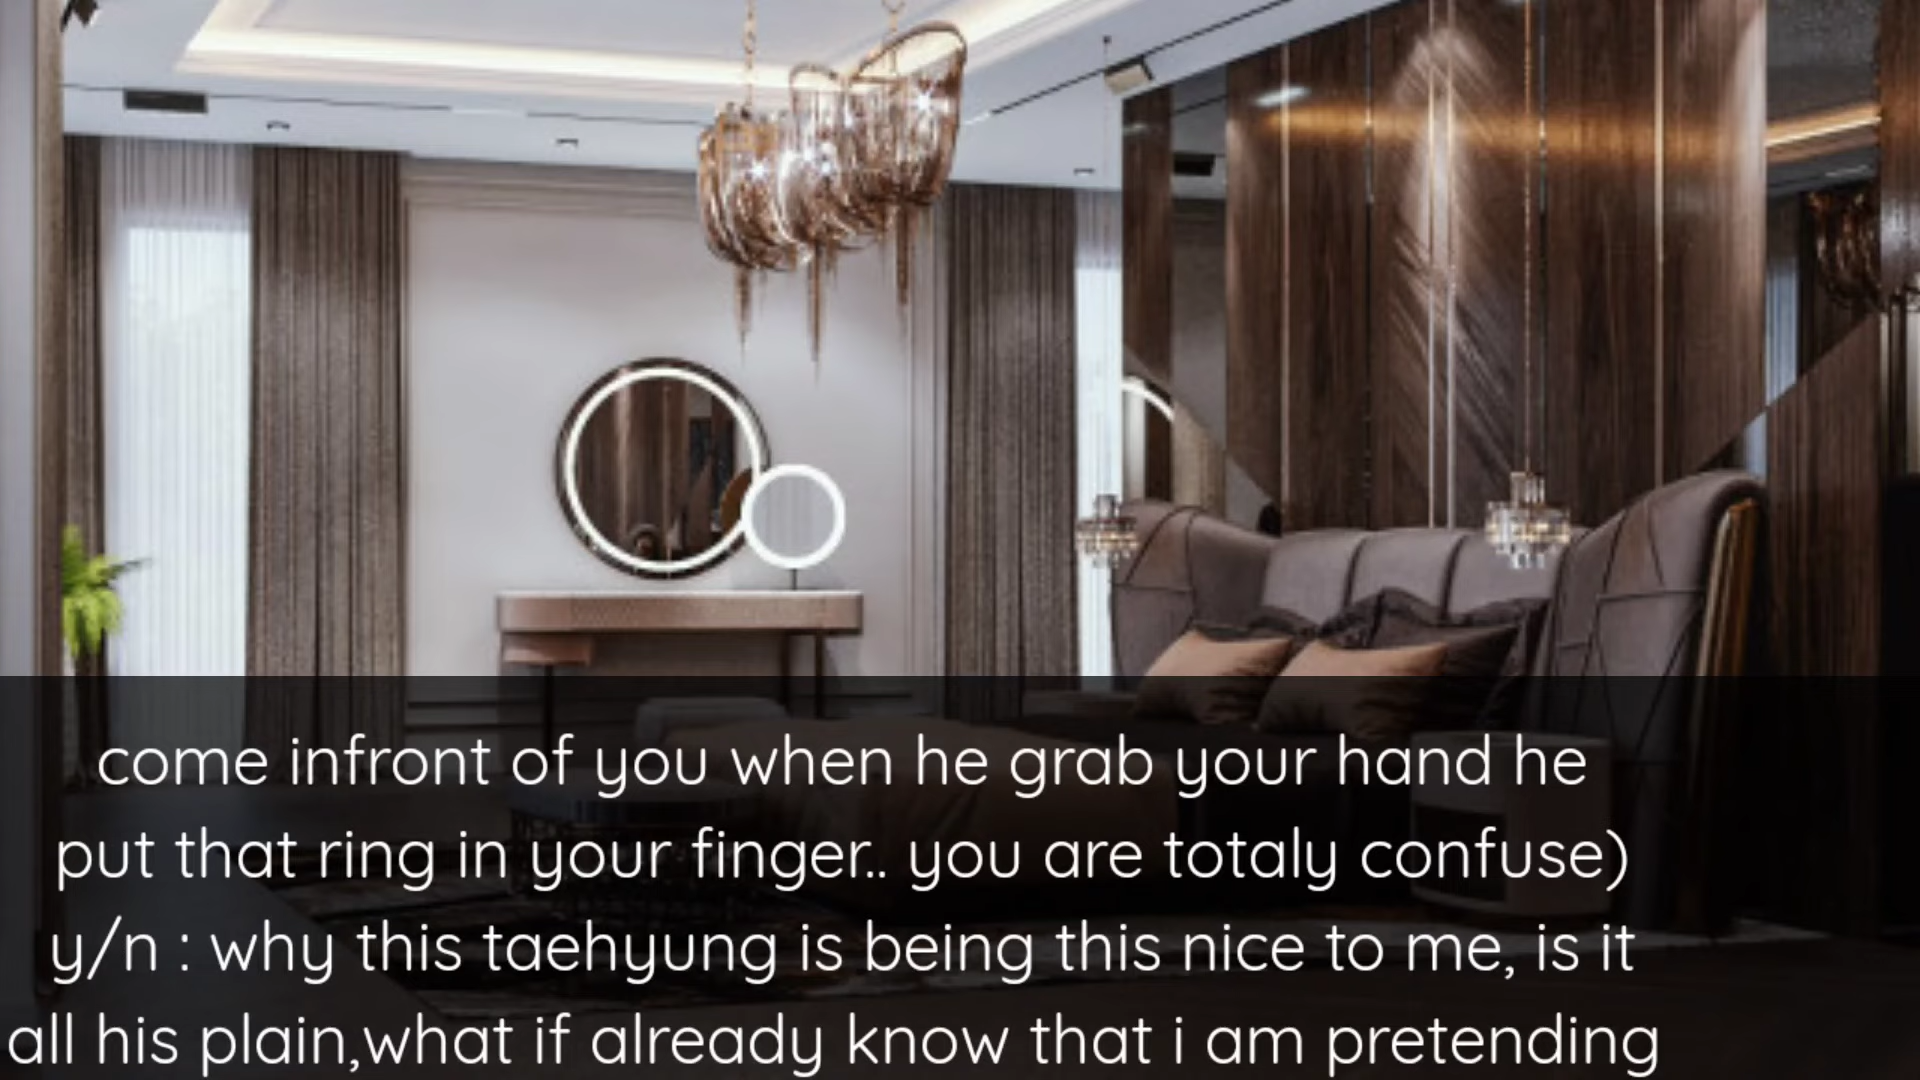 come infront of you when he grab your hand he
put that ring in your finger.. you are totaly confuse)
y/n : why this taehyung is being this nice to me, is it
all his plain,what if already know that i am pretending